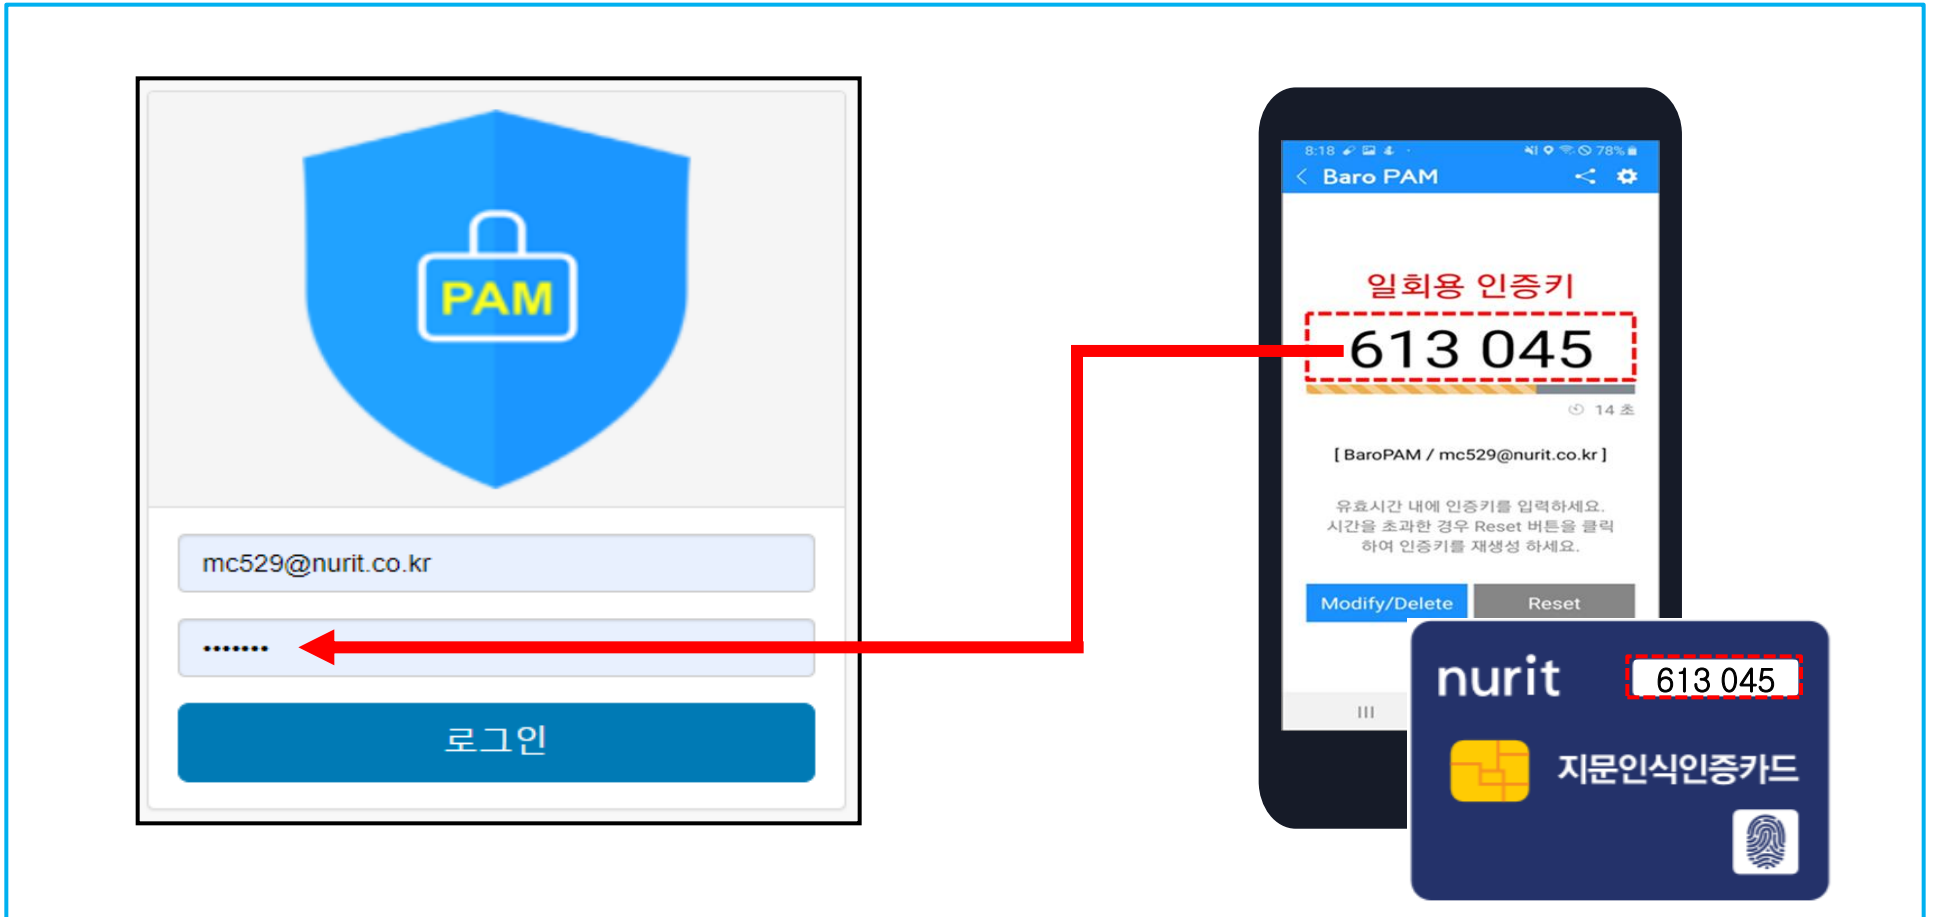 PAM
mc529@nurit.co.kr
•••••••
로그인
8:18 78%
Baro PAM
일회용 인증키
613 045
14 초
[ BaroPAM / mc529@nurit.co.kr ]
유효시간 내에 인증키를 입력하세요.
시간을 초과한 경우 Reset 버튼을 클릭
하여 인증키를 재생성 하세요.
Modify/Delete Reset
nurit 613 045
지문인식인증카드